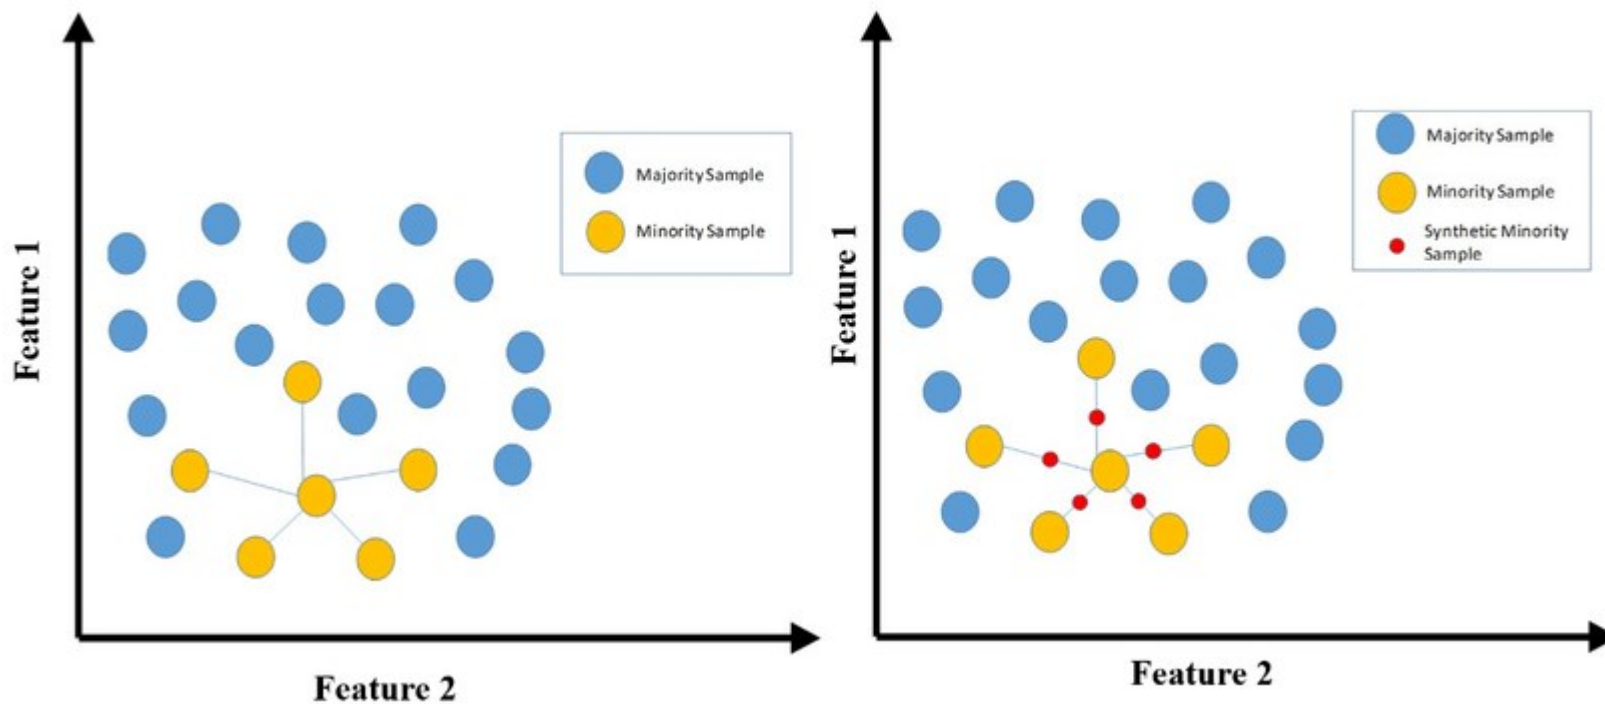 Feature 1
Majority Sample
Minority Sample
Feature 2
Feature 1
Majority Sample
Minority Sample
Synthetic Minority
Sample
Feature 2